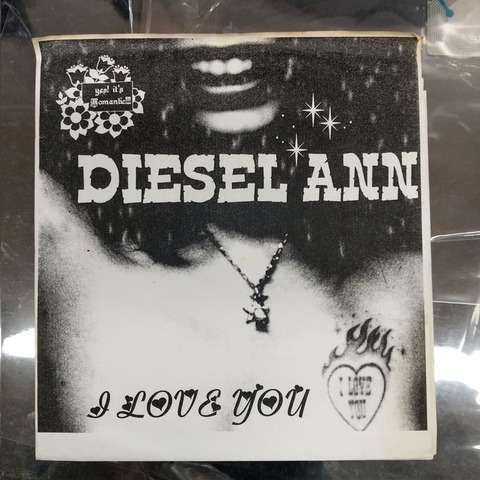 yes! it's
Romantic!!!
DIESEL ANN
I LOVE YOU
I LOVE
YOU